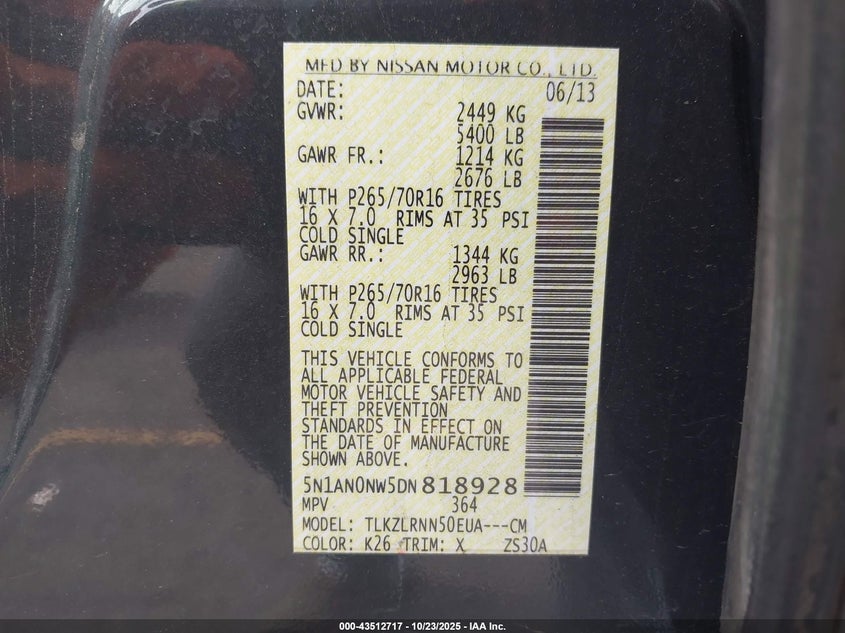 MFD BY NISSAN MOTOR CO., LTD.
DATE: 06/13
GVWR: 2449 KG
5400 LB
GAWR FR.: 1214 KG
2676 LB
WITH P265/70R16 TIRES
16 X 7.0 RIMS AT 35 PSI
COLD SINGLE
GAWR RR.: 1344 KG
2963 LB
WITH P265/70R16 TIRES
16 X 7.0 RIMS AT 35 PSI
COLD SINGLE
THIS VEHICLE CONFORMS TO
ALL APPLICABLE FEDERAL
MOTOR VEHICLE SAFETY AND
THEFT PREVENTION
STANDARDS IN EFFECT ON
THE DATE OF MANUFACTURE
SHOWN ABOVE.
5N1AN0NW5DN818928
MPV 364
MODEL: TLKZLRNN50EUA---CM
COLOR: K26 TRIM: X ZS30A
000-43512717 - 10/23/2025 - IAA Inc.